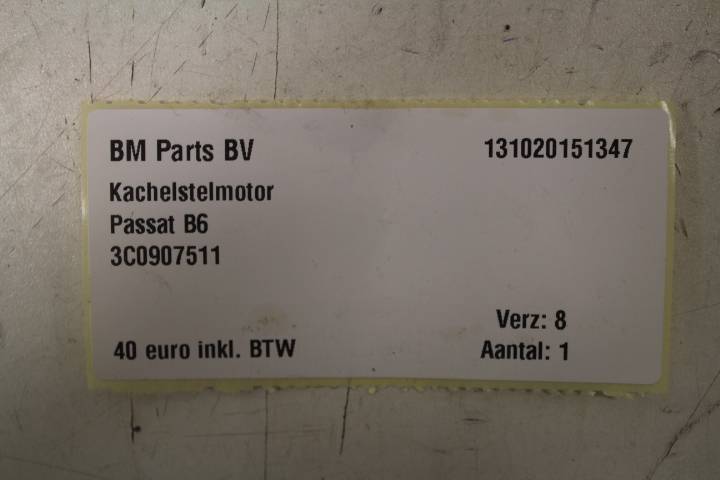 BM Parts BV 131020151347
Kachelstelmotor
Passat B6
3C0907511
Verz: 8
40 euro inkl. BTW Aantal: 1